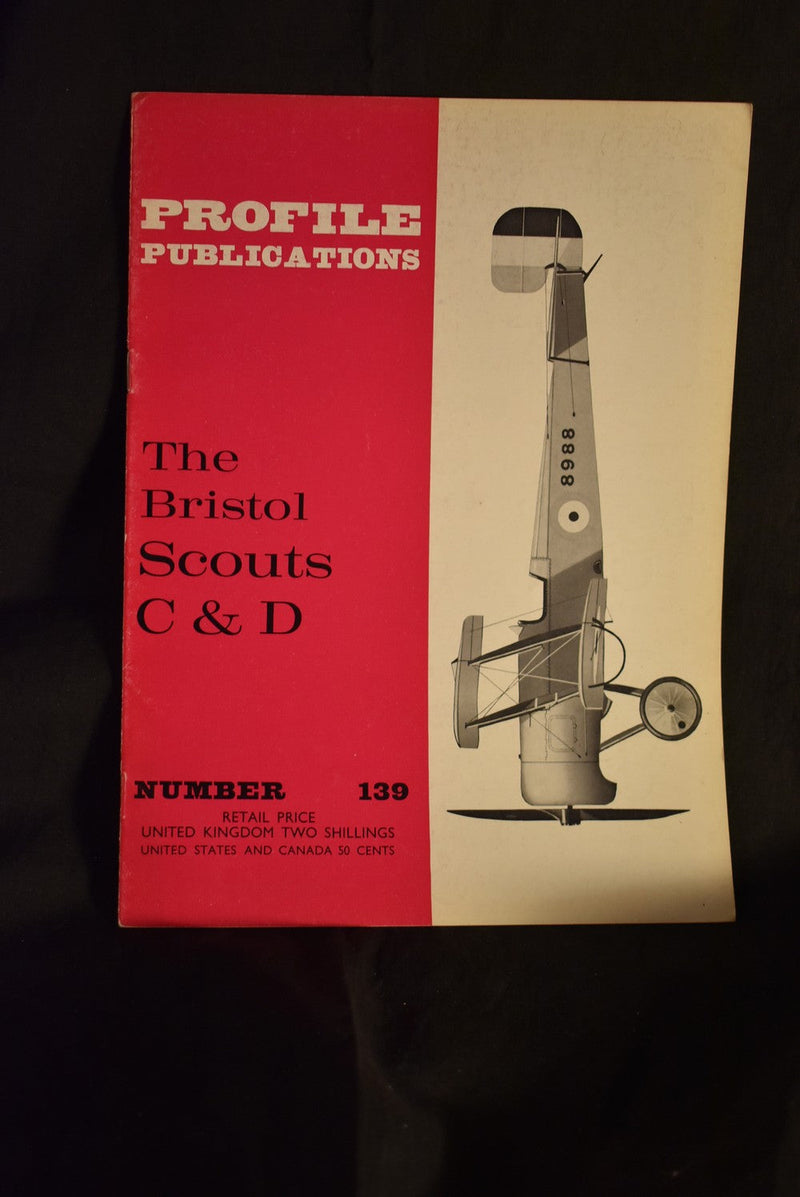 PROFILE
PUBLICATIONS
The
Bristol
Scouts
C & D
NUMBER 139
RETAIL PRICE
UNITED KINGDOM TWO SHILLINGS
UNITED STATES AND CANADA 50 CENTS
8988